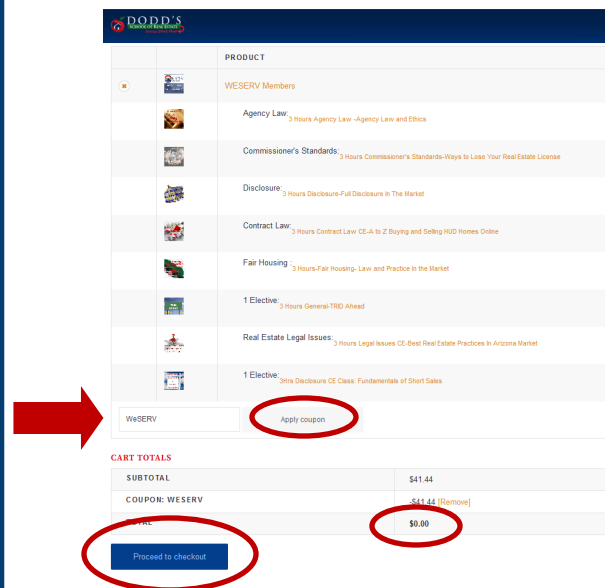 DODD'S
SCHOOL OF REAL ESTATE
PRODUCT
WESERV Members
Agency Law: 3 Hours Agency Law -Agency Law and Ethics
Commissioner's Standards: 3 Hours Commissioner's Standards-Ways to Lose Your Real Estate License
Disclosure: 3 Hours Disclosure-Full Disclosure in The Market
Contract Law: 3 Hours Contract Law CE-A to Z Buying and Selling HUD Homes Online
Fair Housing : 3 Hours-Fair Housing- Law and Practice in the Market
1 Elective: 3 Hours General-TRID Ahead
Real Estate Legal Issues: 3 Hours Legal Issues CE-Best Real Estate Practices In Arizona Market
1 Elective: 3Hrs Disclosure CE Class: Fundamentals of Short Sales
WeSERV Apply coupon
CART TOTALS
SUBTOTAL $41.44
COUPON: WESERV -$41.44 [Remove]
TOTAL $0.00
Proceed to checkout